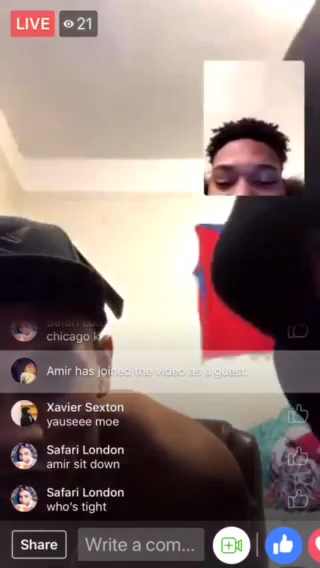 LIVE
21
chicago k
Amir has joined the video as a guest.
Xavier Sexton
yauseee moe
Safari London
amir sit down
Safari London
who's tight
Share
Write a com...